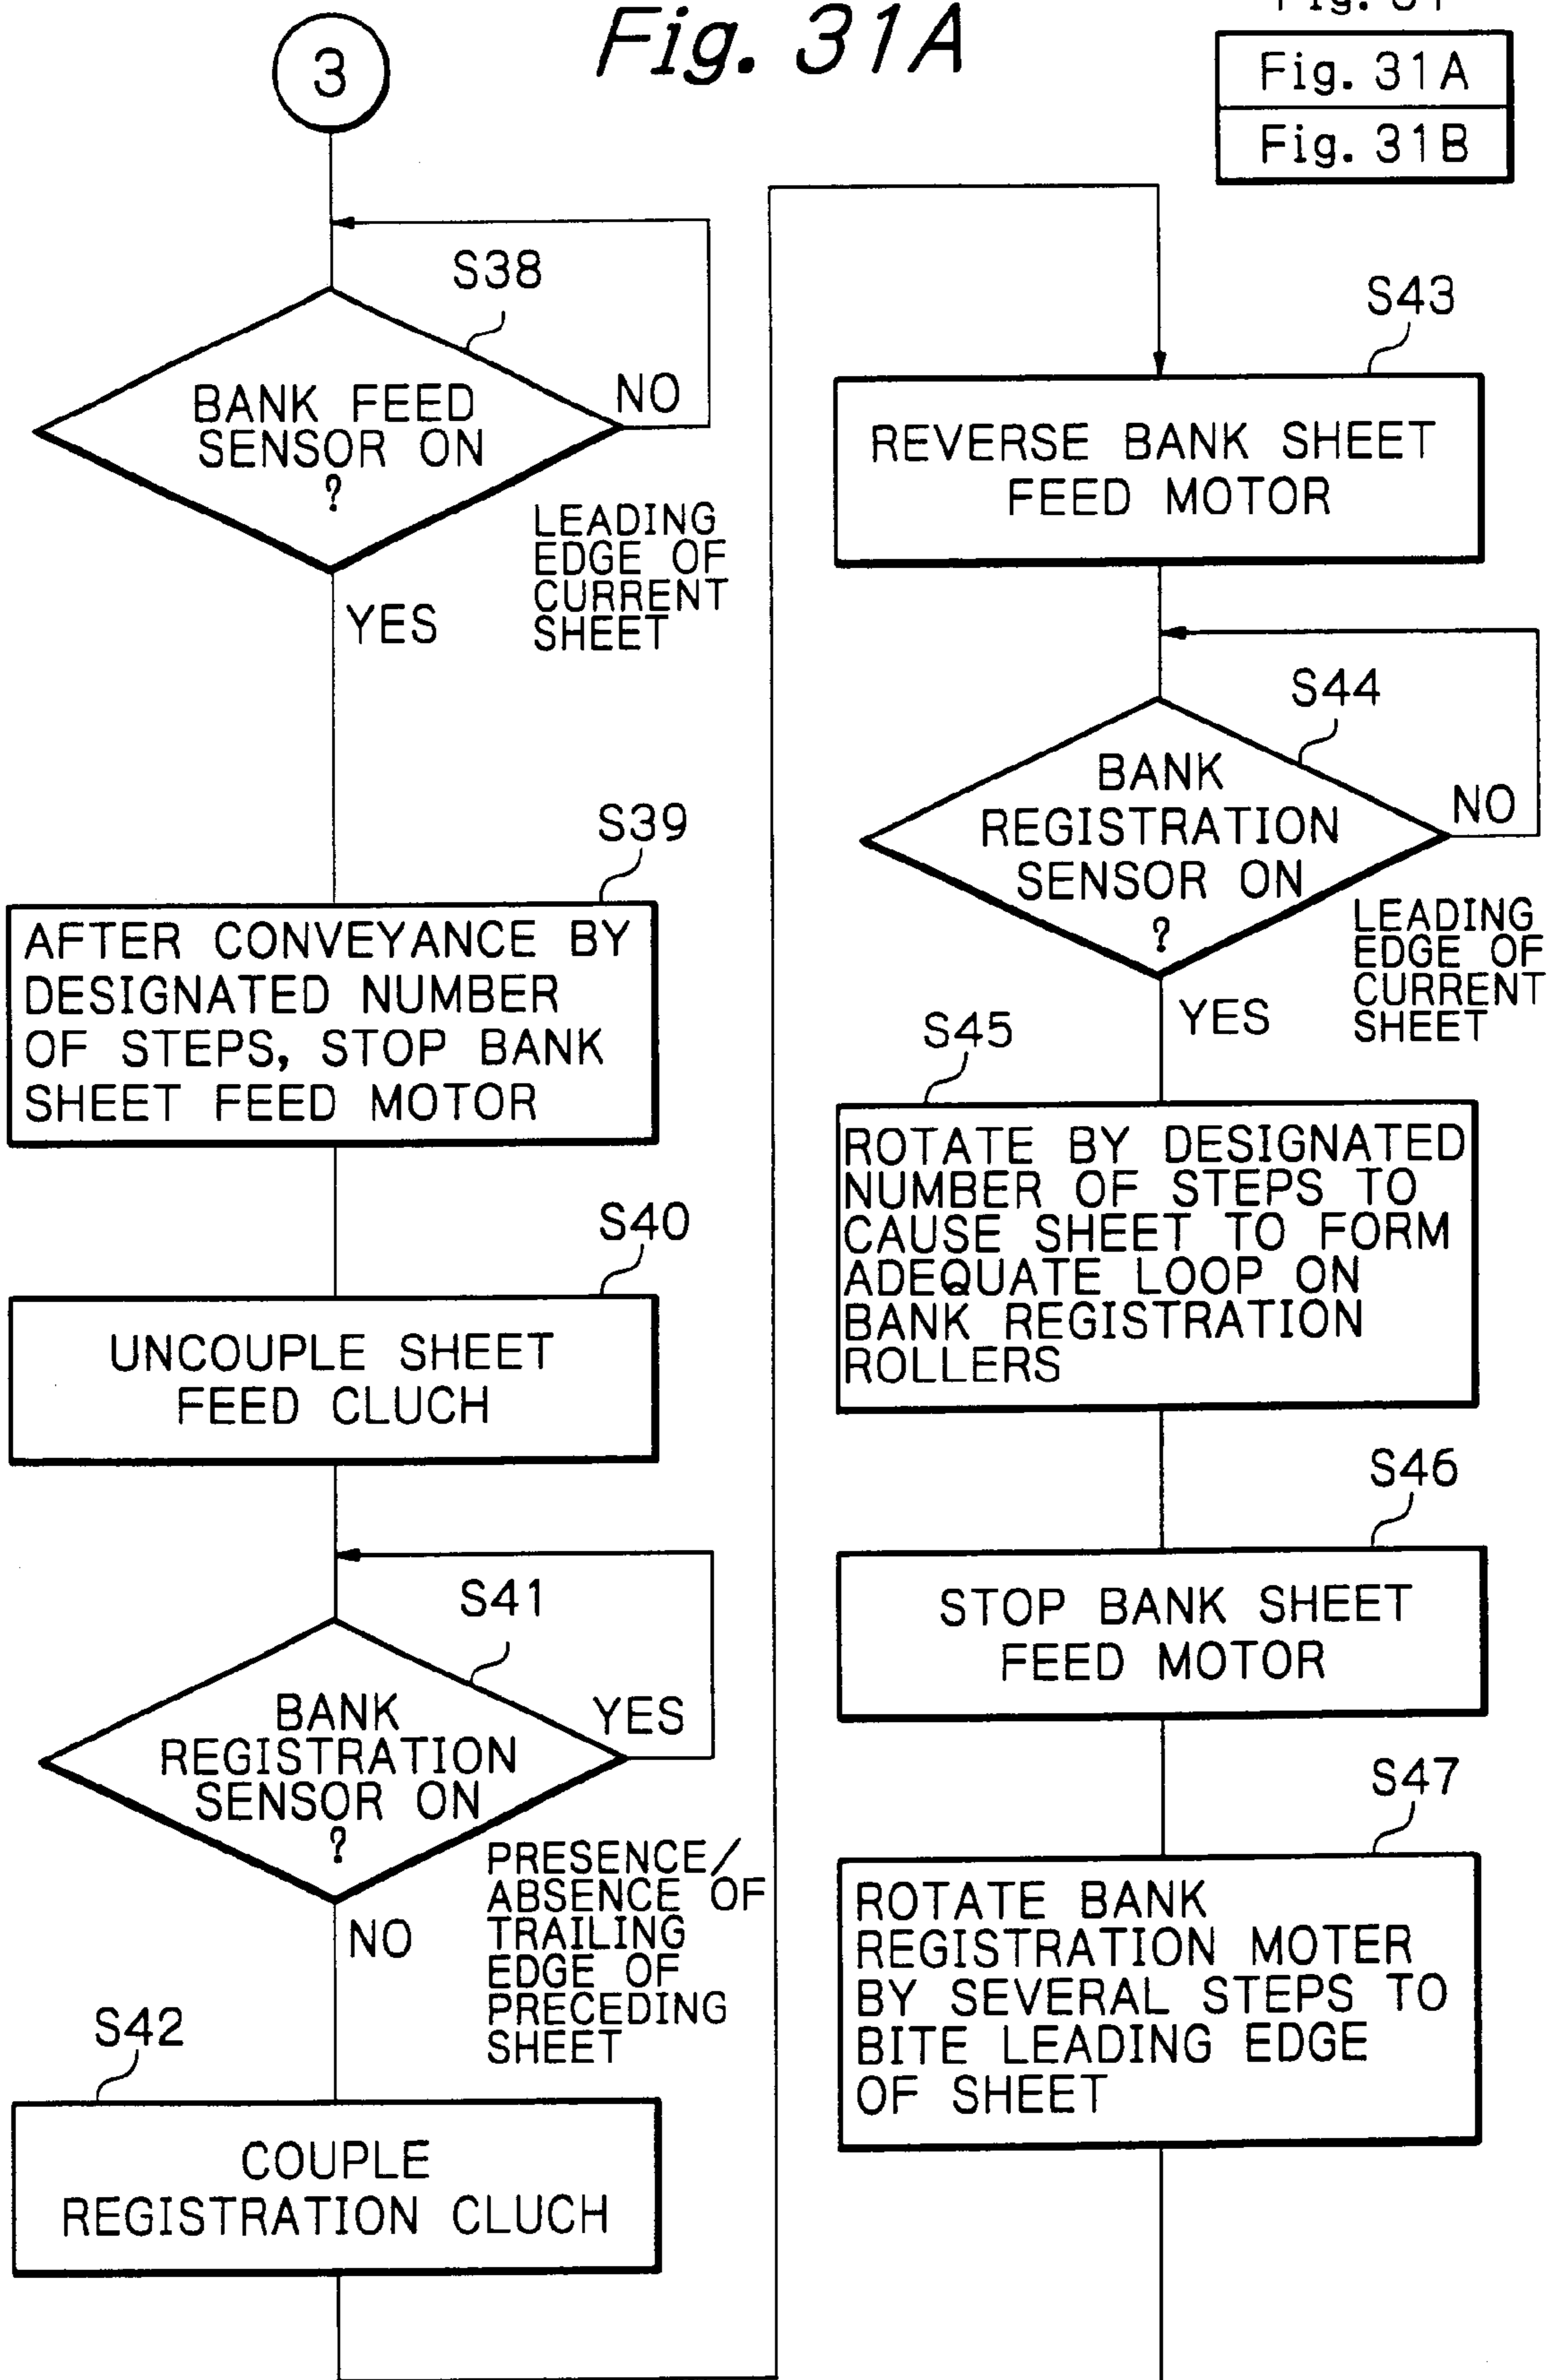 Fig. 31A
Fig. 31
Fig. 31A
Fig. 31B
3
S38
BANK FEED
SENSOR ON
?
NO
LEADING
EDGE OF
CURRENT
SHEET
YES
S39
AFTER CONVEYANCE BY
DESIGNATED NUMBER
OF STEPS, STOP BANK
SHEET FEED MOTOR
S40
UNCOUPLE SHEET
FEED CLUCH
S41
BANK
REGISTRATION
SENSOR ON
?
YES
PRESENCE/
ABSENCE OF
TRAILING
EDGE OF
PRECEDING
SHEET
NO
S42
COUPLE
REGISTRATION CLUCH
S43
REVERSE BANK SHEET
FEED MOTOR
S44
BANK
REGISTRATION
SENSOR ON
?
NO
LEADING
EDGE OF
CURRENT
SHEET
YES
S45
ROTATE BY DESIGNATED
NUMBER OF STEPS TO
CAUSE SHEET TO FORM
ADEQUATE LOOP ON
BANK REGISTRATION
ROLLERS
S46
STOP BANK SHEET
FEED MOTOR
S47
ROTATE BANK
REGISTRATION MOTER
BY SEVERAL STEPS TO
BITE LEADING EDGE
OF SHEET